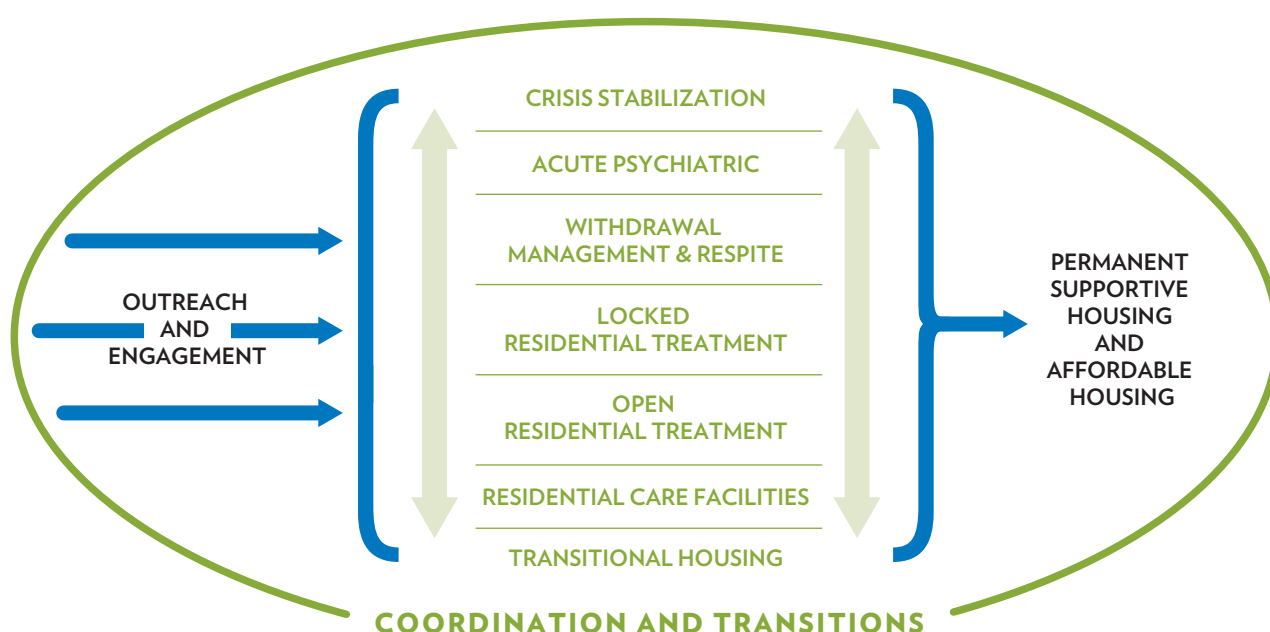 OUTREACH
AND
ENGAGEMENT
CRISIS STABILIZATION
ACUTE PSYCHIATRIC
WITHDRAWAL
MANAGEMENT & RESPITE
LOCKED
RESIDENTIAL TREATMENT
OPEN
RESIDENTIAL TREATMENT
RESIDENTIAL CARE FACILITIES
TRANSITIONAL HOUSING
PERMANENT
SUPPORTIVE
HOUSING
AND
AFFORDABLE
HOUSING
COORDINATION AND TRANSITIONS